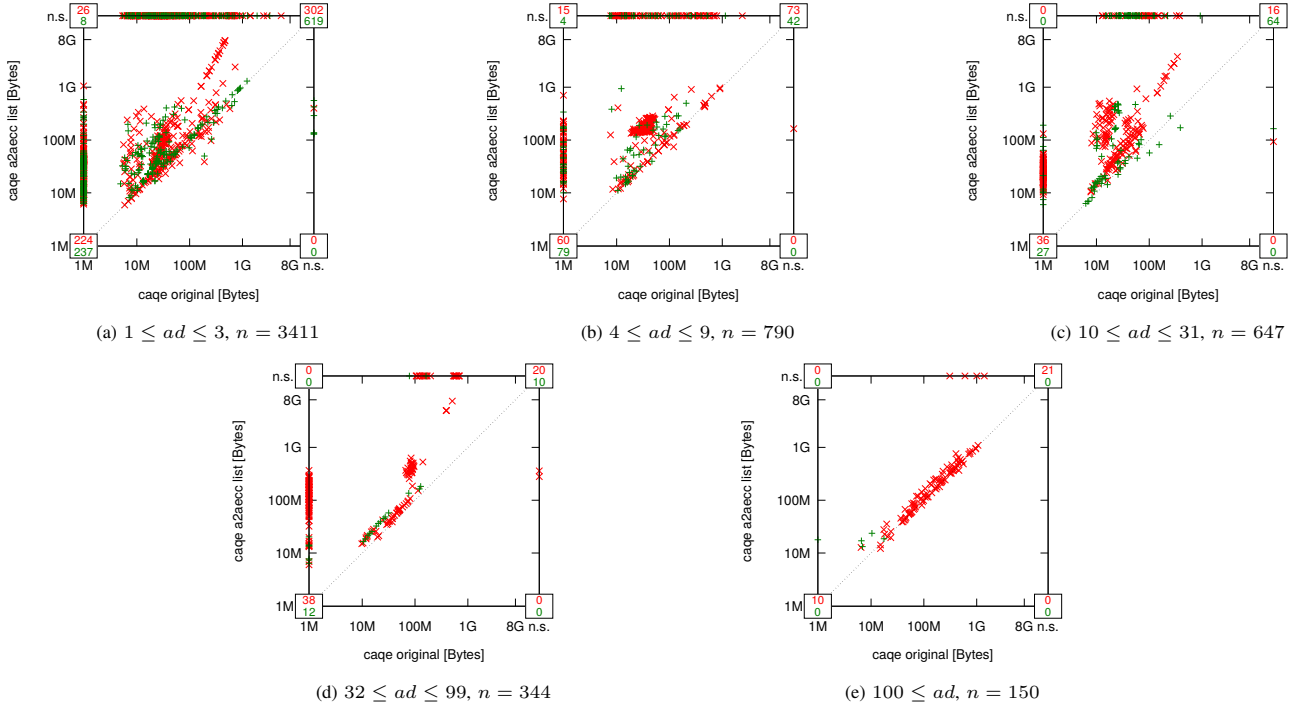 26
8
302
619
n.s.
8G
1G
100M
10M
1M
224
237
0
0
1M 10M 100M 1G 8G n.s.
caqe a2aecc list [Bytes]
caqe original [Bytes]
(a) 1 ≤ ad ≤ 3, n = 3411
15
4
73
42
n.s.
8G
1G
100M
10M
1M
60
79
0
0
1M 10M 100M 1G 8G n.s.
caqe a2aecc list [Bytes]
caqe original [Bytes]
(b) 4 ≤ ad ≤ 9, n = 790
0
0
16
64
n.s.
8G
1G
100M
10M
1M
36
27
0
0
1M 10M 100M 1G 8G n.s.
caqe a2aecc list [Bytes]
caqe original [Bytes]
(c) 10 ≤ ad ≤ 31, n = 647
0
0
20
10
n.s.
8G
1G
100M
10M
1M
38
12
0
0
1M 10M 100M 1G 8G n.s.
caqe a2aecc list [Bytes]
caqe original [Bytes]
(d) 32 ≤ ad ≤ 99, n = 344
0
0
21
0
n.s.
8G
1G
100M
10M
1M
10
0
0
0
1M 10M 100M 1G 8G n.s.
caqe a2aecc list [Bytes]
caqe original [Bytes]
(e) 100 ≤ ad, n = 150